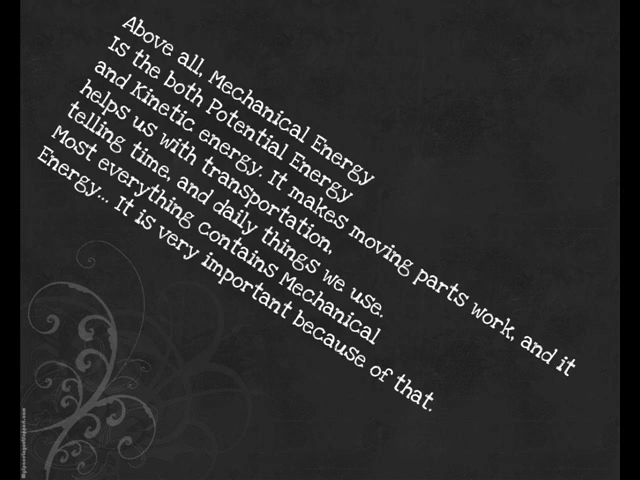 Above all, Mechanical Energy
Is the both Potential Energy
and Kinetic energy. It makes moving parts work, and it
helps us with transportation,
telling time, and daily things we use.
Most everything contains Mechanical
Energy... It is very important because of that.